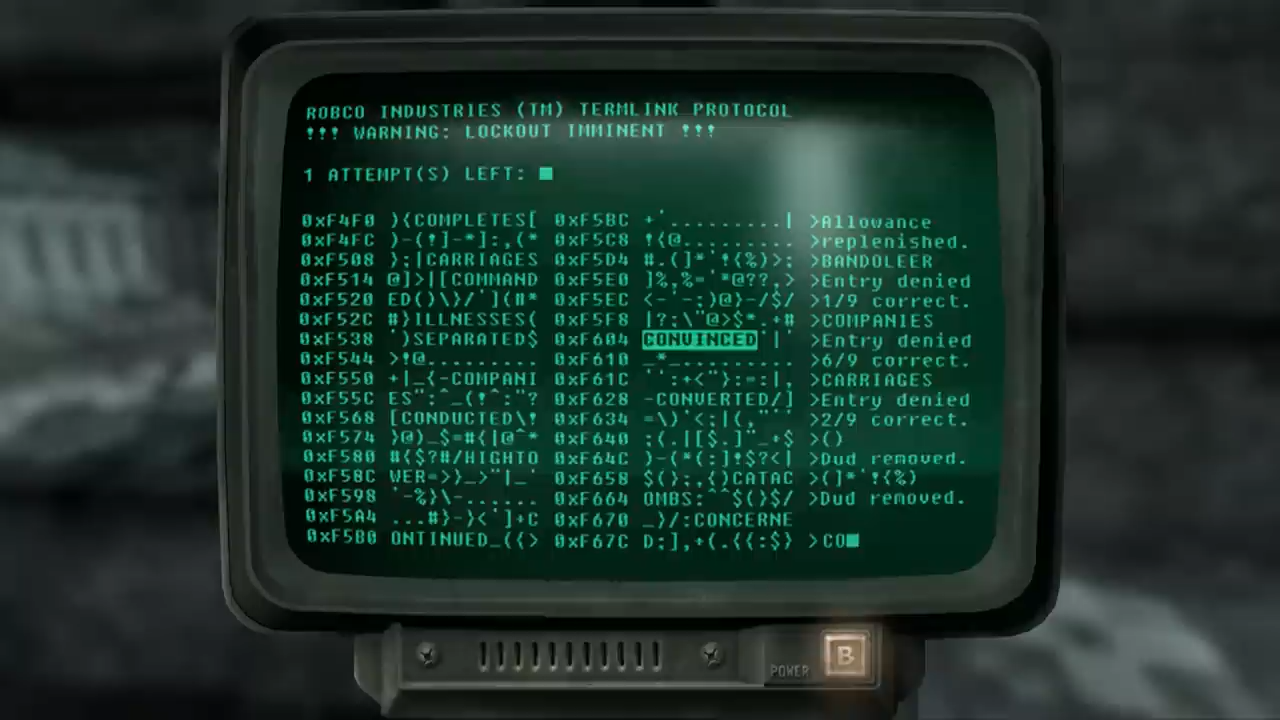 ROBCO INDUSTRIES (TM) TERMLINK PROTOCOL
!!! WARNING: LOCKOUT IMMINENT !!!
1 ATTEMPT(S) LEFT: ■
0xF4F0 }{COMPLETES[ 0xF5BC +'.........| >Allowance
0xF4FC }-(!]-*]:,(* 0xF5C8 !{@......... >replenished.
0xF508 };|CARRIAGES 0xF5D4 #.(]*'!{%}>; >BANDOLEER
0xF514 @]>|[COMMAND 0xF5E0 ]%,%='*@??,> >Entry denied
0xF520 ED()\}/'](#* 0xF5EC <-'-;)@}-/$/ >1/9 correct.
0xF52C #}ILLNESSES( 0xF5F8 |?;\"@>$*.+# >COMPANIES
0xF538 ')SEPARATED$ 0xF604 CONVINCED |' >Entry denied
0xF544 >!@......... 0xF610 _*_......... >6/9 correct.
0xF550 +|_{-COMPANI 0xF61C '':+<"}:=:|, >CARRIAGES
0xF55C ES":^_(!^:"? 0xF628 -CONVERTED/] >Entry denied
0xF568 [CONDUCTED\! 0xF634 =\)'<:|(,"'' >2/9 correct.
0xF574 }@)_$=#{|@^* 0xF640 ;(.|[$.]"_+$ >()
0xF580 #{$?#/HIGHTO 0xF64C )-(*(:]!$?<| >Dud removed.
0xF58C WER=>}_>"|_' 0xF658 $();,{}CATAC >(]*'!{%)
0xF598 '-%}\-...... 0xF664 OMBS:^^$()$/ >Dud removed.
0xF5A4 ...#}-}<']+C 0xF670 _}/:CONCERNE
0xF5B0 ONTINUED_({> 0xF67C D;],+(.{{:$} >CO■
POWER
B